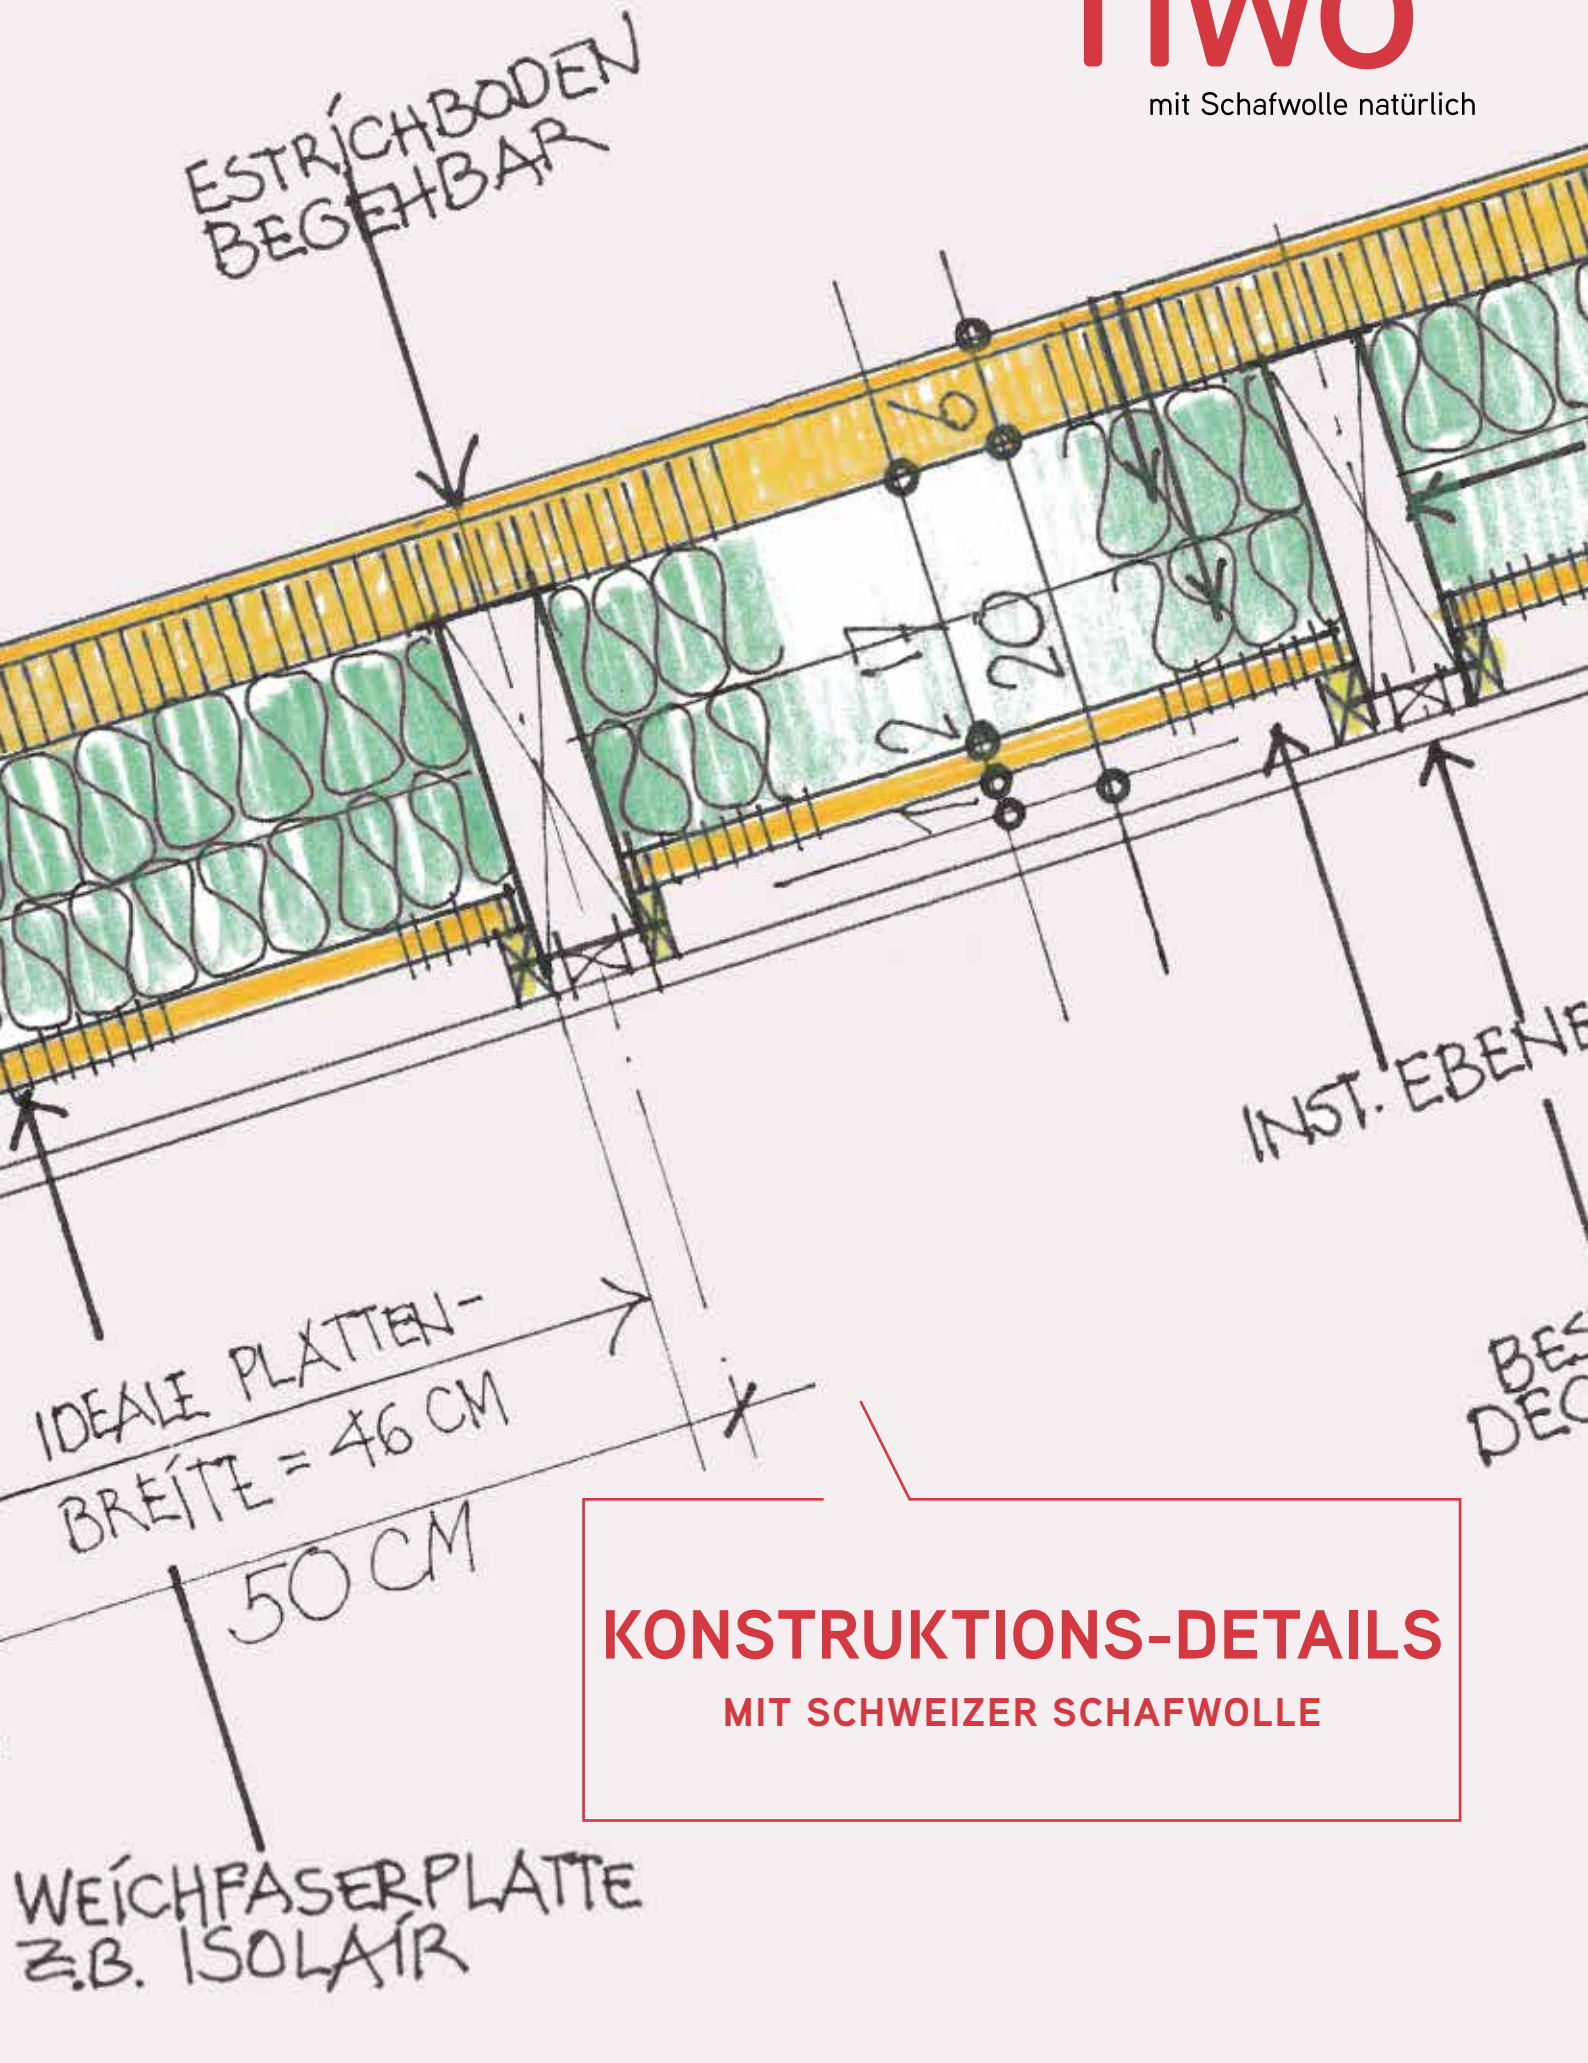 mit Schafwolle natürlich
ESTRICHBODEN
BEGEHBAR
6
17
20
2
1
INST. EBENE
IDEALE PLATTEN-
BREITE = 46 CM
50 CM
KONSTRUKTIONS-DETAILS
MIT SCHWEIZER SCHAFWOLLE
WEICHFASERPLATTE
Z.B. ISOLAIR